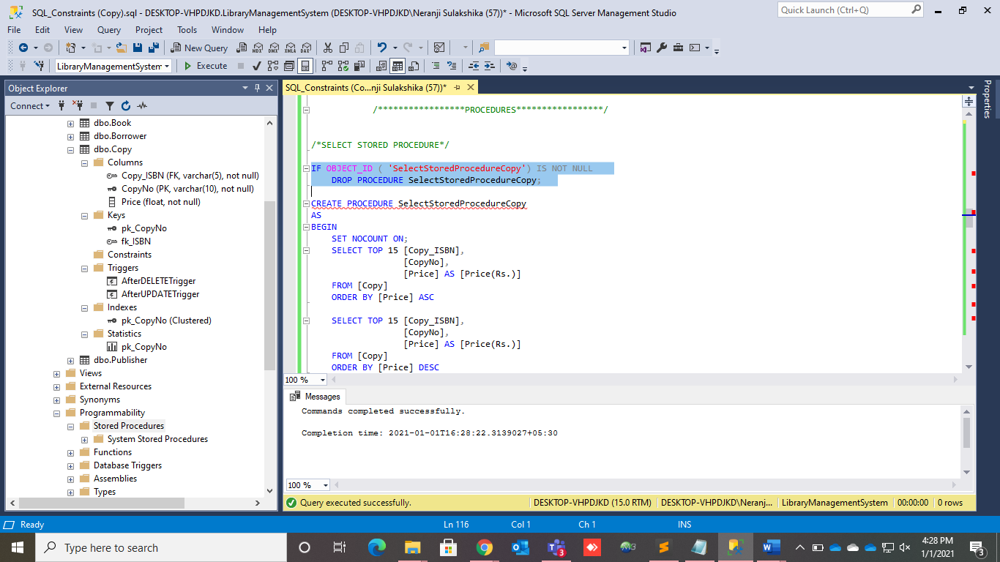 SQL_Constraints (Copy).sql - DESKTOP-VHPDJKD.LibraryManagementSystem (DESKTOP-VHPDJKD\Neranji Sulakshika (57))* - Microsoft SQL Server Management Studio
Quick Launch (Ctrl+Q)
File Edit View Query Project Tools Window Help
New Query MDX DMX XMLA DAX
LibraryManagementSystem Execute
Object Explorer
Connect
dbo.Book
dbo.Borrower
dbo.Copy
Columns
Copy_ISBN (FK, varchar(5), not null)
CopyNo (PK, varchar(10), not null)
Price (float, not null)
Keys
pk_CopyNo
fk_ISBN
Constraints
Triggers
AfterDELETETrigger
AfterUPDATETrigger
Indexes
pk_CopyNo (Clustered)
Statistics
pk_CopyNo
dbo.Publisher
Views
External Resources
Synonyms
Programmability
Stored Procedures
System Stored Procedures
Functions
Database Triggers
Assemblies
Types
SQL_Constraints (Co...nji Sulakshika (57))*
/*****************PROCEDURES*****************/
/*SELECT STORED PROCEDURE*/
IF OBJECT_ID ( 'SelectStoredProcedureCopy') IS NOT NULL
DROP PROCEDURE SelectStoredProcedureCopy;
CREATE PROCEDURE SelectStoredProcedureCopy
AS
BEGIN
SET NOCOUNT ON;
SELECT TOP 15 [Copy_ISBN],
[CopyNo],
[Price] AS [Price(Rs.)]
FROM [Copy]
ORDER BY [Price] ASC
SELECT TOP 15 [Copy_ISBN],
[CopyNo],
[Price] AS [Price(Rs.)]
FROM [Copy]
ORDER BY [Price] DESC
100 %
Messages
Commands completed successfully.
Completion time: 2021-01-01T16:28:22.3139027+05:30
100 %
Query executed successfully. DESKTOP-VHPDJKD (15.0 RTM) DESKTOP-VHPDJKD\Neranj... LibraryManagementSystem 00:00:00 0 rows
Properties
Ready Ln 116 Col 1 Ch 1 INS
Type here to search
3
4:28 PM
1/1/2021
3